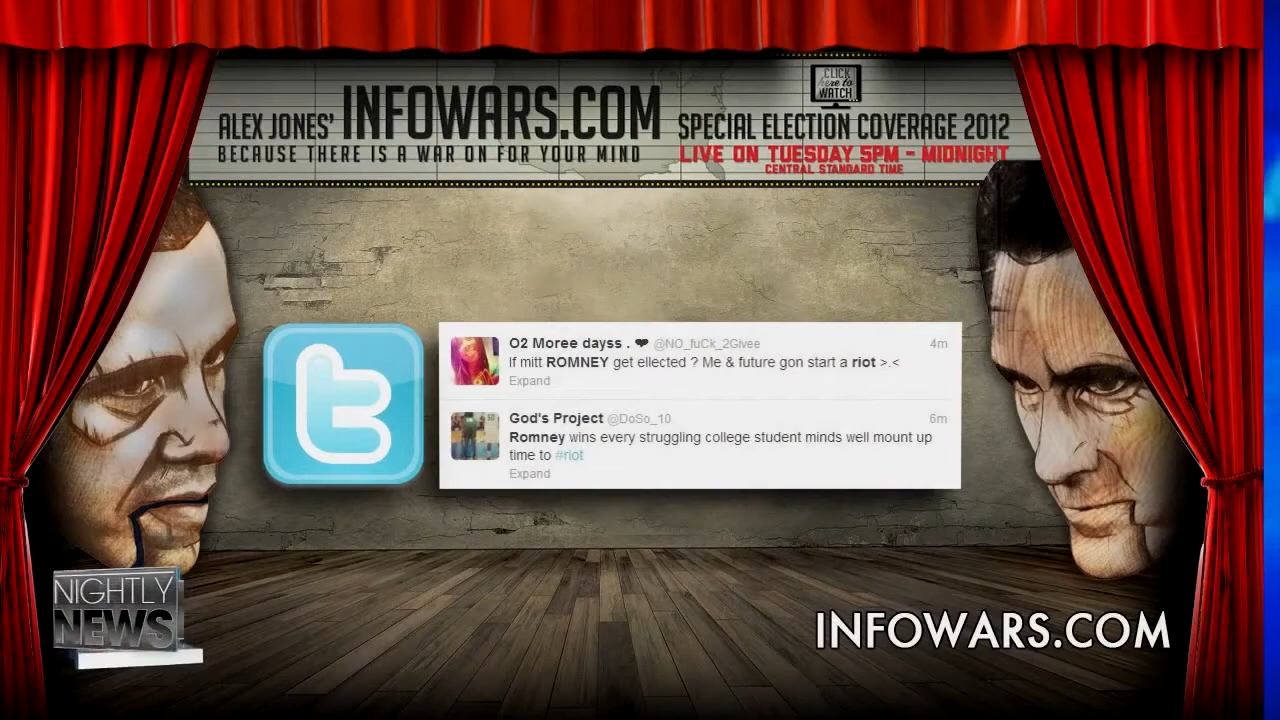 ALEX JONES' INFOWARS.COM
BECAUSE THERE IS A WAR ON FOR YOUR MIND
CLICK
here to
WATCH
SPECIAL ELECTION COVERAGE 2012
LIVE ON TUESDAY 5PM - MIDNIGHT
CENTRAL STANDARD TIME
O2 Moree dayss . ❤ @NO_fuCk_2Givee 4m
If mitt ROMNEY get ellected ? Me & future gon start a riot >.<
Expand
God's Project @DoSo_10 6m
Romney wins every struggling college student minds well mount up
time to #riot
Expand
NIGHTLY
NEWS
INFOWARS.COM